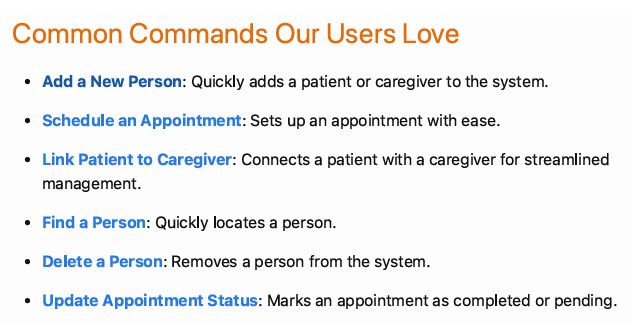 Common Commands Our Users Love
• Add a New Person: Quickly adds a patient or caregiver to the system.
• Schedule an Appointment: Sets up an appointment with ease.
• Link Patient to Caregiver: Connects a patient with a caregiver for streamlined
management.
• Find a Person: Quickly locates a person.
• Delete a Person: Removes a person from the system.
• Update Appointment Status: Marks an appointment as completed or pending.